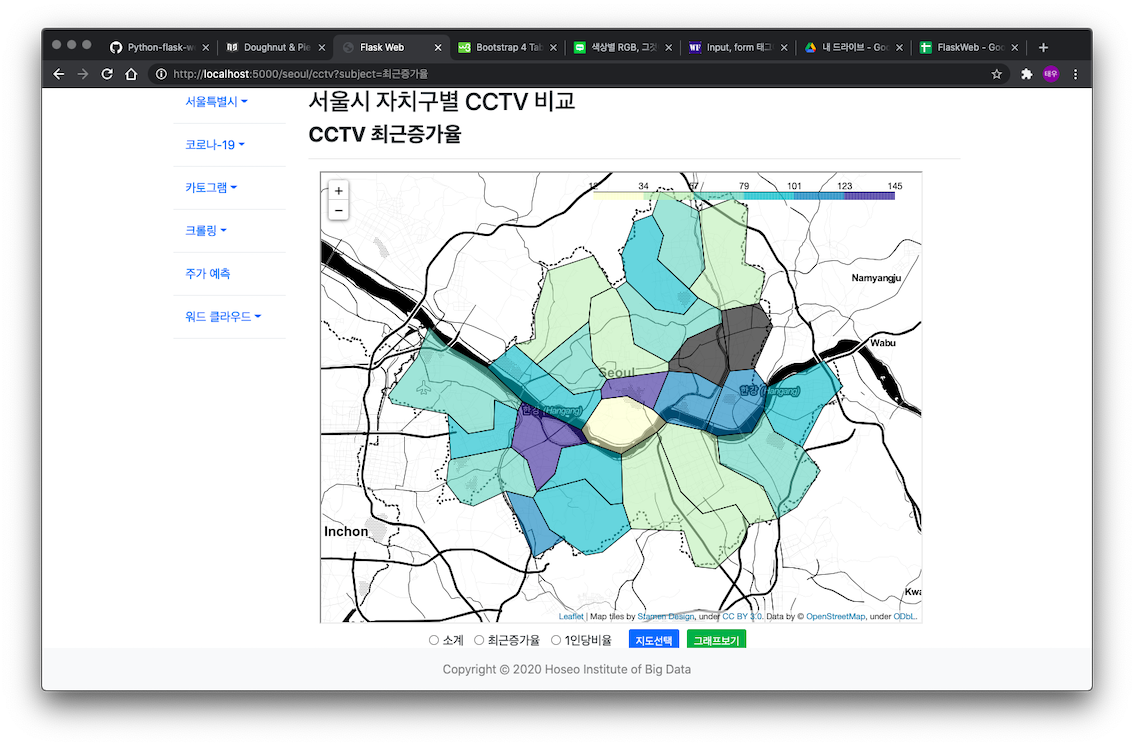 Python-flask-w
Doughnut & Pie
Flask Web
Bootstrap 4 Tab
색상별 RGB, 그것
Input, form 태그
내 드라이브 - Goo
FlaskWeb - Goo
http://localhost:5000/seoul/cctv?subject=최근증가율
태우
서울특별시
코로나-19
카토그램
크롤링
주가 예측
워드 클라우드
서울시 자치구별 CCTV 비교
CCTV 최근증가율
+
−
12 34 57 79 101 123 145
Namyangju
Wabu
Seoul
한강 (Hangang)
한강 (Hangang)
Inchon
Kwa
Leaflet | Map tiles by Stamen Design, under CC BY 3.0. Data by © OpenStreetMap, under ODbL.
소계 최근증가율 1인당비율 지도선택 그래프보기
Copyright © 2020 Hoseo Institute of Big Data